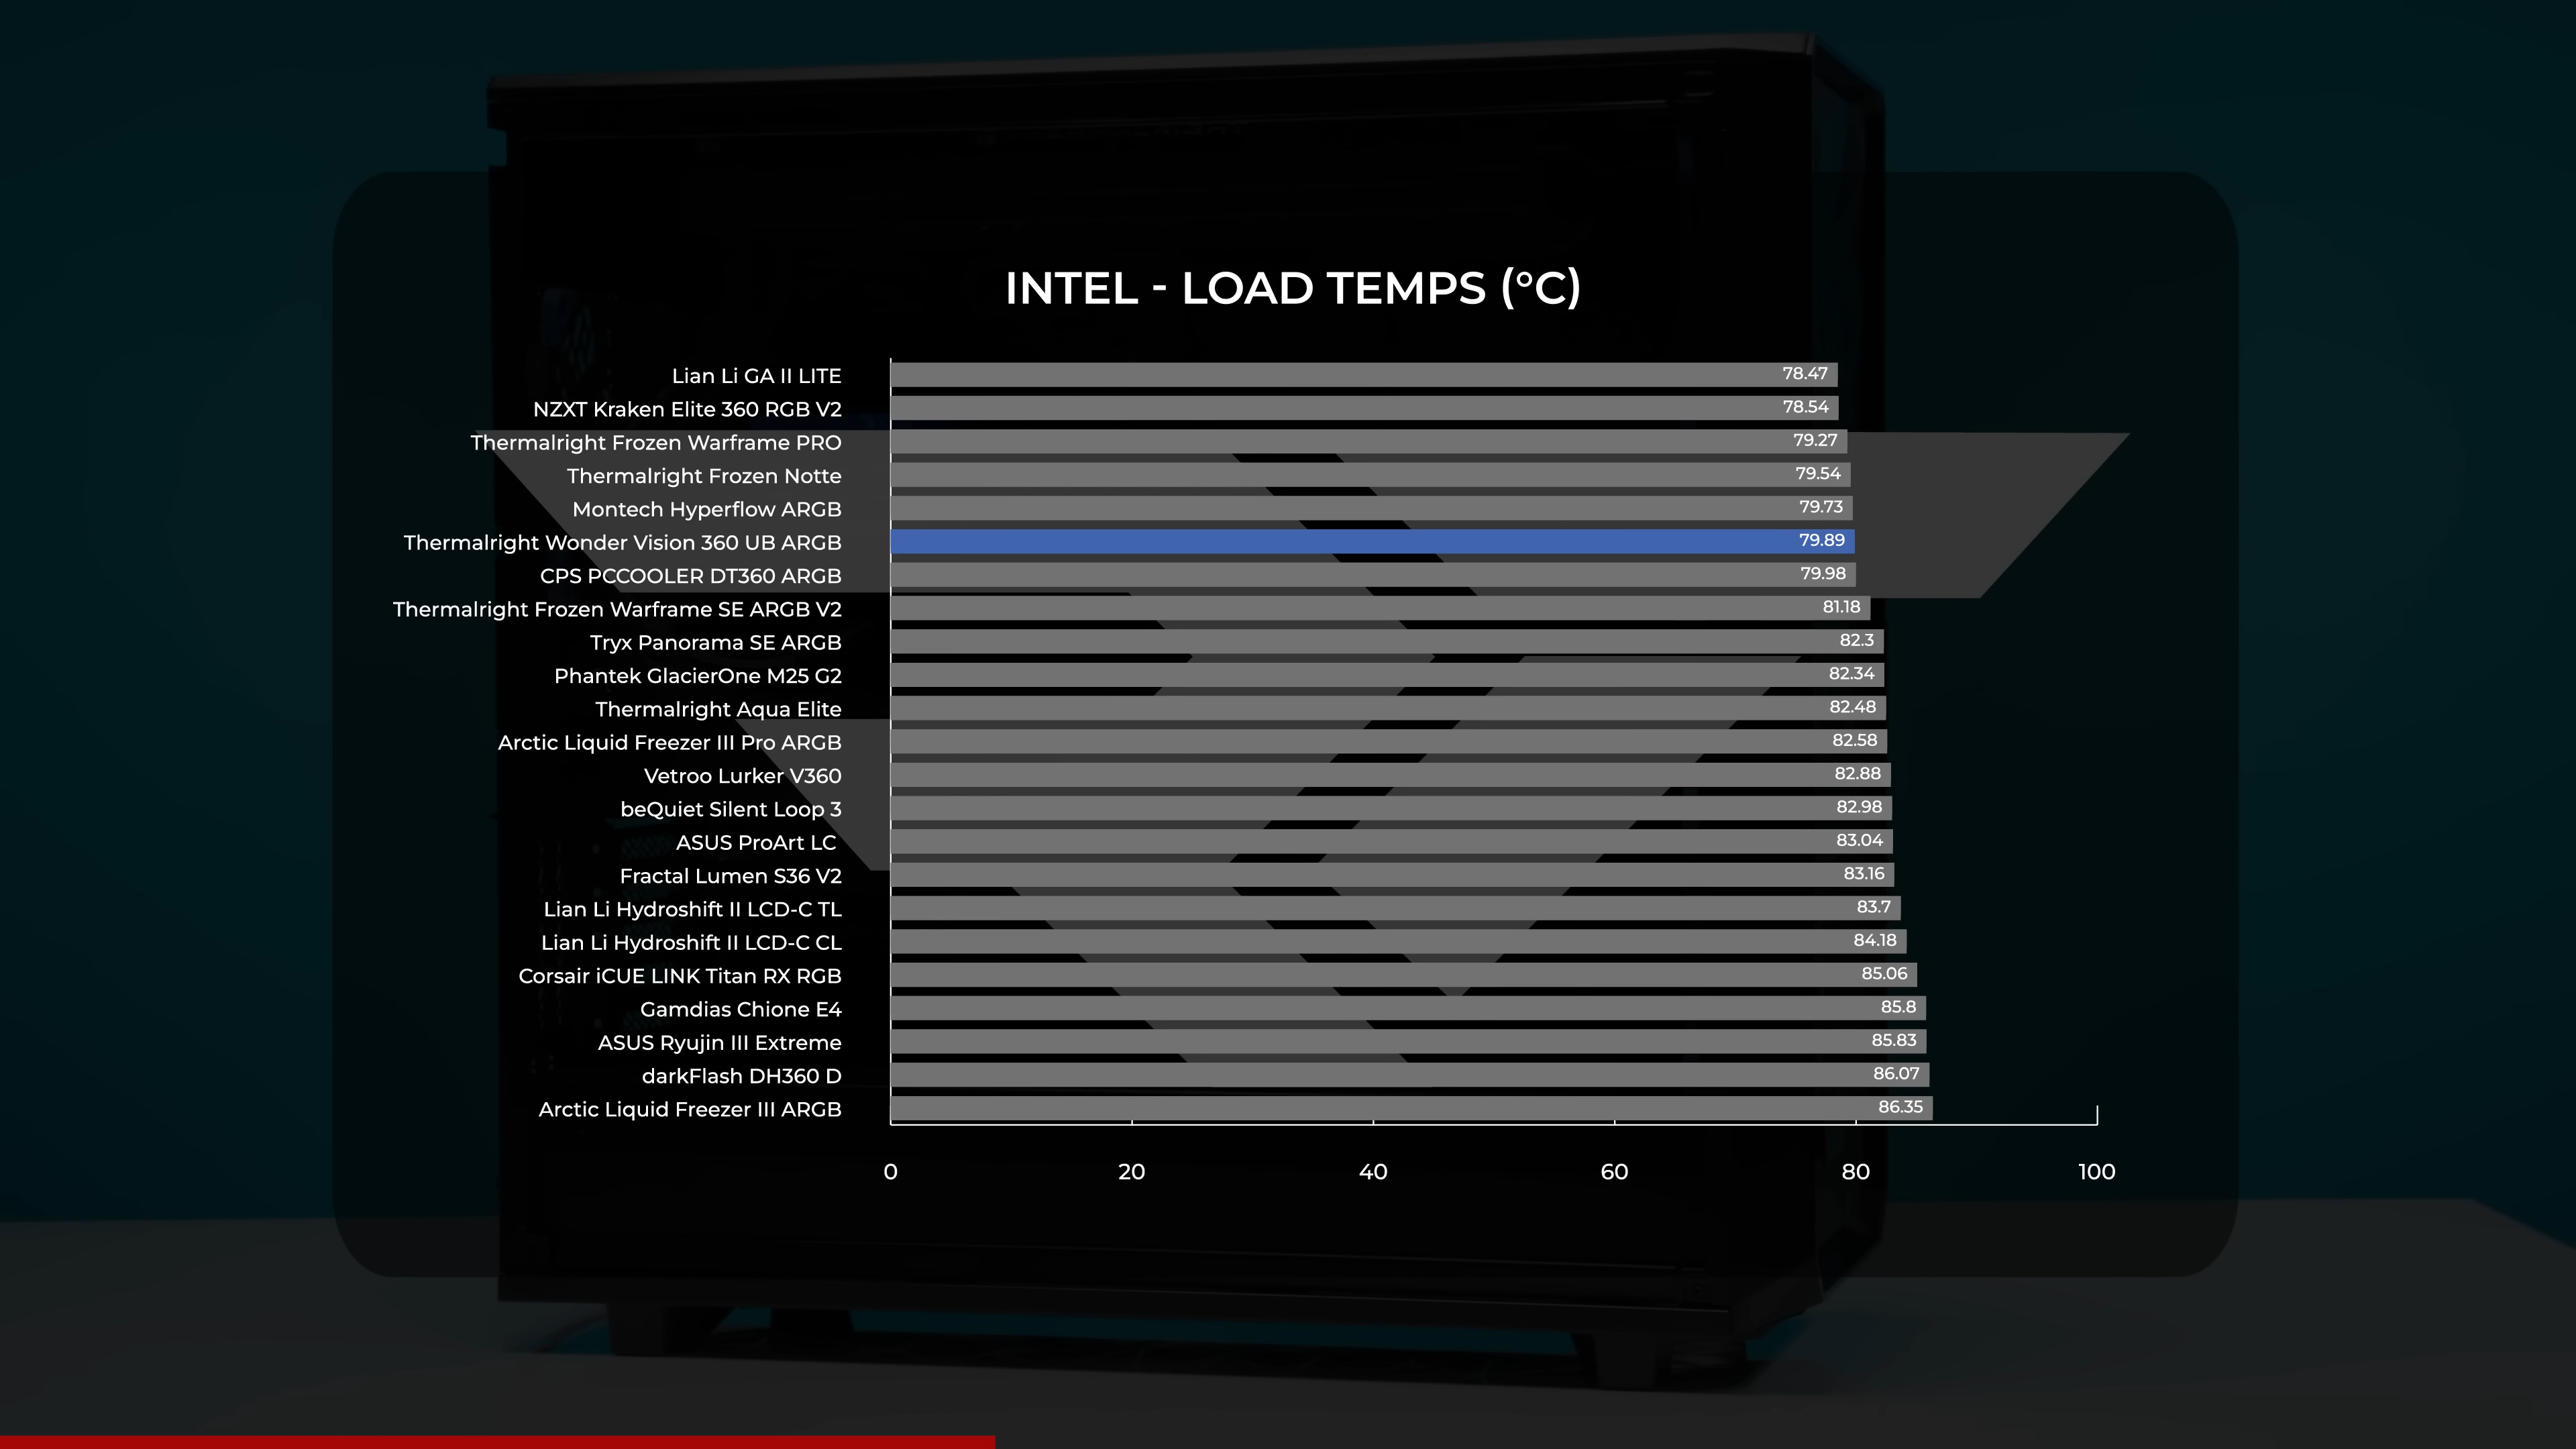 INTEL - LOAD TEMPS (°C)
Lian Li GA II LITE 78.47
NZXT Kraken Elite 360 RGB V2 78.54
Thermalright Frozen Warframe PRO 79.27
Thermalright Frozen Notte 79.54
Montech Hyperflow ARGB 79.73
Thermalright Wonder Vision 360 UB ARGB 79.89
CPS PCCOOLER DT360 ARGB 79.98
Thermalright Frozen Warframe SE ARGB V2 81.18
Tryx Panorama SE ARGB 82.3
Phantek GlacierOne M25 G2 82.34
Thermalright Aqua Elite 82.48
Arctic Liquid Freezer III Pro ARGB 82.58
Vetroo Lurker V360 82.88
beQuiet Silent Loop 3 82.98
ASUS ProArt LC 83.04
Fractal Lumen S36 V2 83.16
Lian Li Hydroshift II LCD-C TL 83.7
Lian Li Hydroshift II LCD-C CL 84.18
Corsair iCUE LINK Titan RX RGB 85.06
Gamdias Chione E4 85.8
ASUS Ryujin III Extreme 85.83
darkFlash DH360 D 86.07
Arctic Liquid Freezer III ARGB 86.35
0 20 40 60 80 100